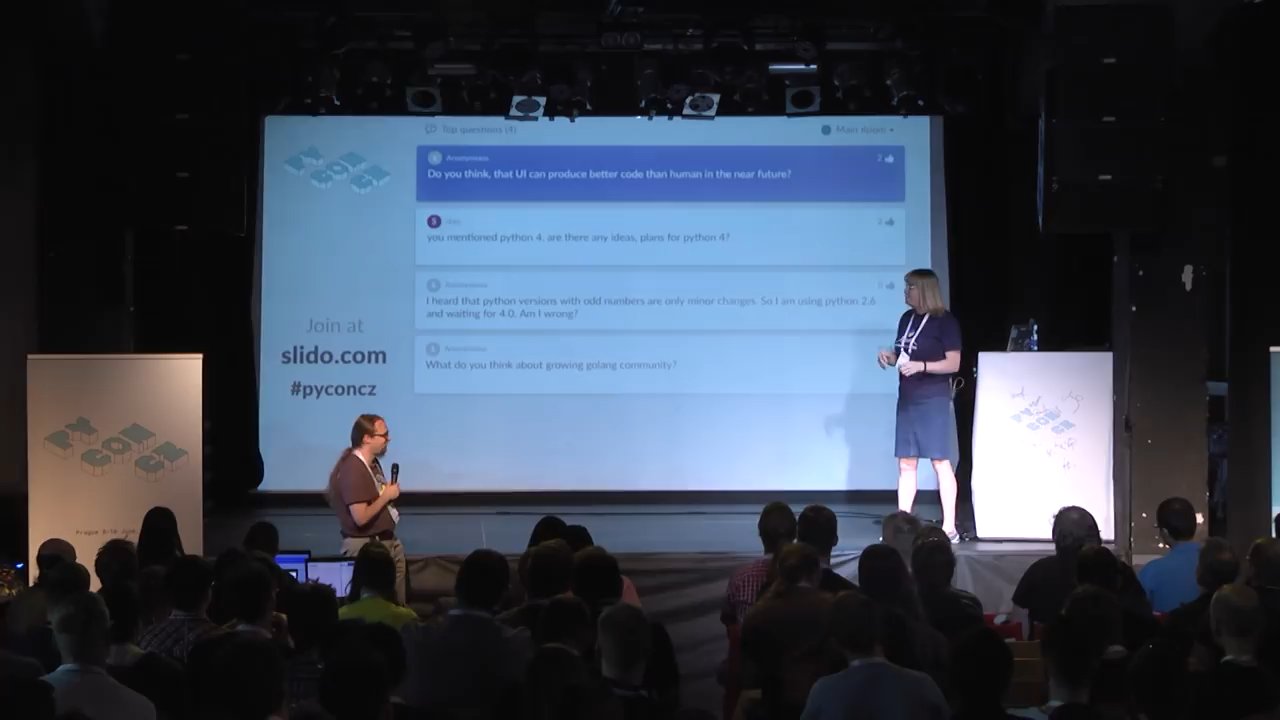 Top questions (4)
Main Room
Anonymous
2
Do you think, that UI can produce better code than human in the near future?
S
2
you mentioned python 4, are there any ideas, plans for python 4?
Anonymous
I heard that python versions with odd numbers are only minor changes. So I am using python 2.6
and waiting for 4.0. Am I wrong?
Anonymous
What do you think about growing golang community?
Join at
slido.com
#pyconcz